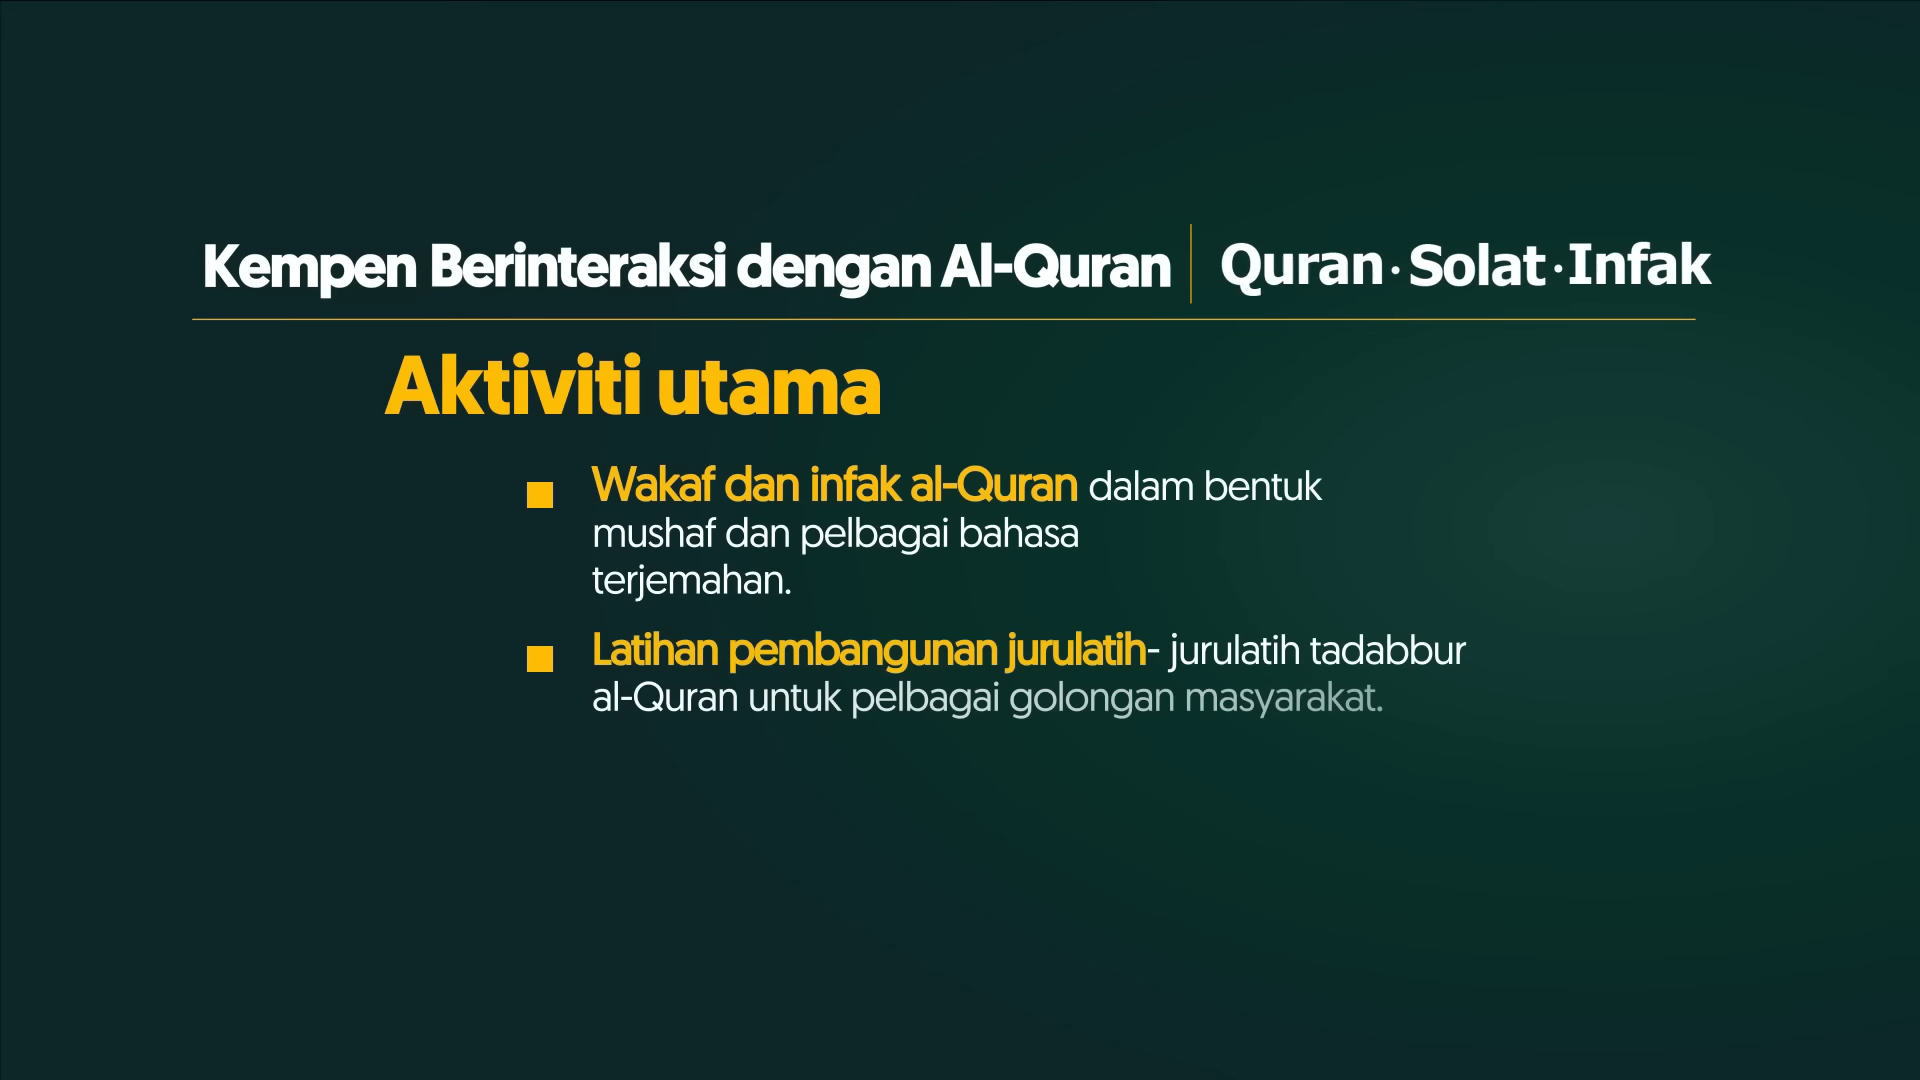 Kempen Berinteraksi dengan Al-Quran Quran · Solat · Infak
Aktiviti utama
Wakaf dan infak al-Quran dalam bentuk
mushaf dan pelbagai bahasa
terjemahan.
Latihan pembangunan jurulatih- jurulatih tadabbur
al-Quran untuk pelbagai golongan masyarakat.